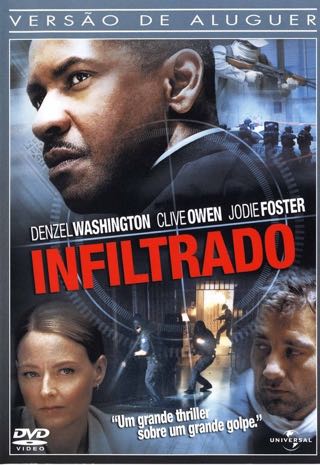 VERSÃO DE ALUGUER
DENZEL WASHINGTON CLIVE OWEN JODIE FOSTER
INFILTRADO
"Um grande thriller
sobre um grande golpe."
DVD
VIDEO
UNIVERSAL